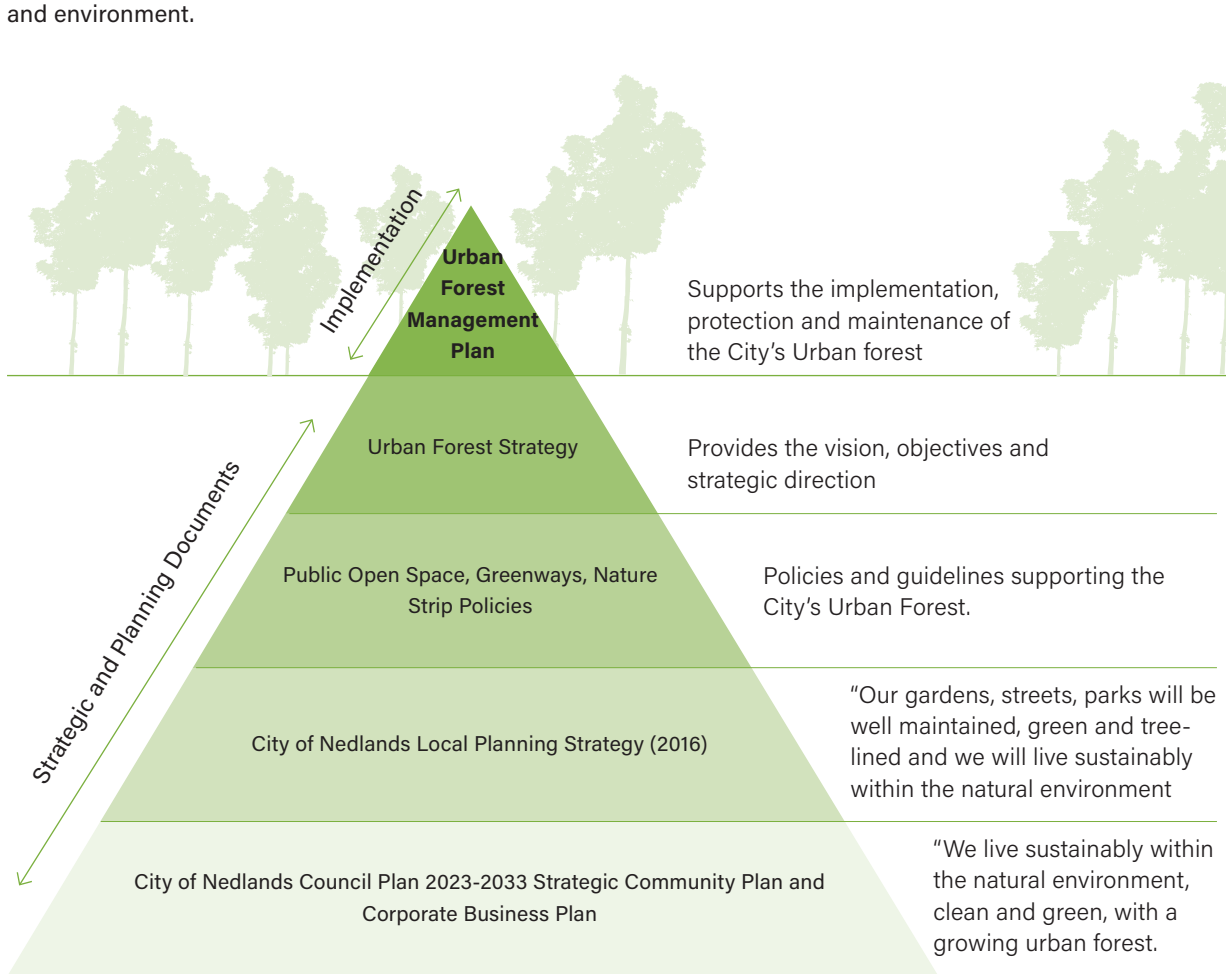 and environment.
Implementation
Urban
Forest
Management
Plan
Supports the implementation,
protection and maintenance of
the City's Urban forest
Strategic and Planning Documents
Urban Forest Strategy
Provides the vision, objectives and
strategic direction
Public Open Space, Greenways, Nature
Strip Policies
Policies and guidelines supporting the
City's Urban Forest.
City of Nedlands Local Planning Strategy (2016)
"Our gardens, streets, parks will be
well maintained, green and tree-
lined and we will live sustainably
within the natural environment
City of Nedlands Council Plan 2023-2033 Strategic Community Plan and
Corporate Business Plan
"We live sustainably within
the natural environment,
clean and green, with a
growing urban forest.